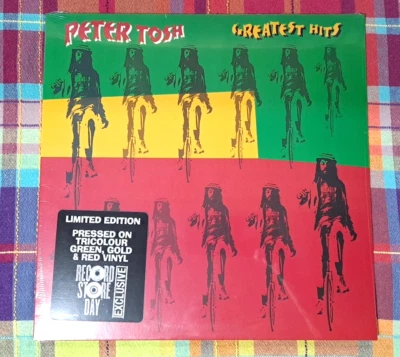 PETER TOSH GREATEST HITS
LIMITED EDITION
PRESSED ON
TRICOLOUR
GREEN, GOLD
& RED VINYL
RECORD
STORE
DAY
EXCLUSIVE